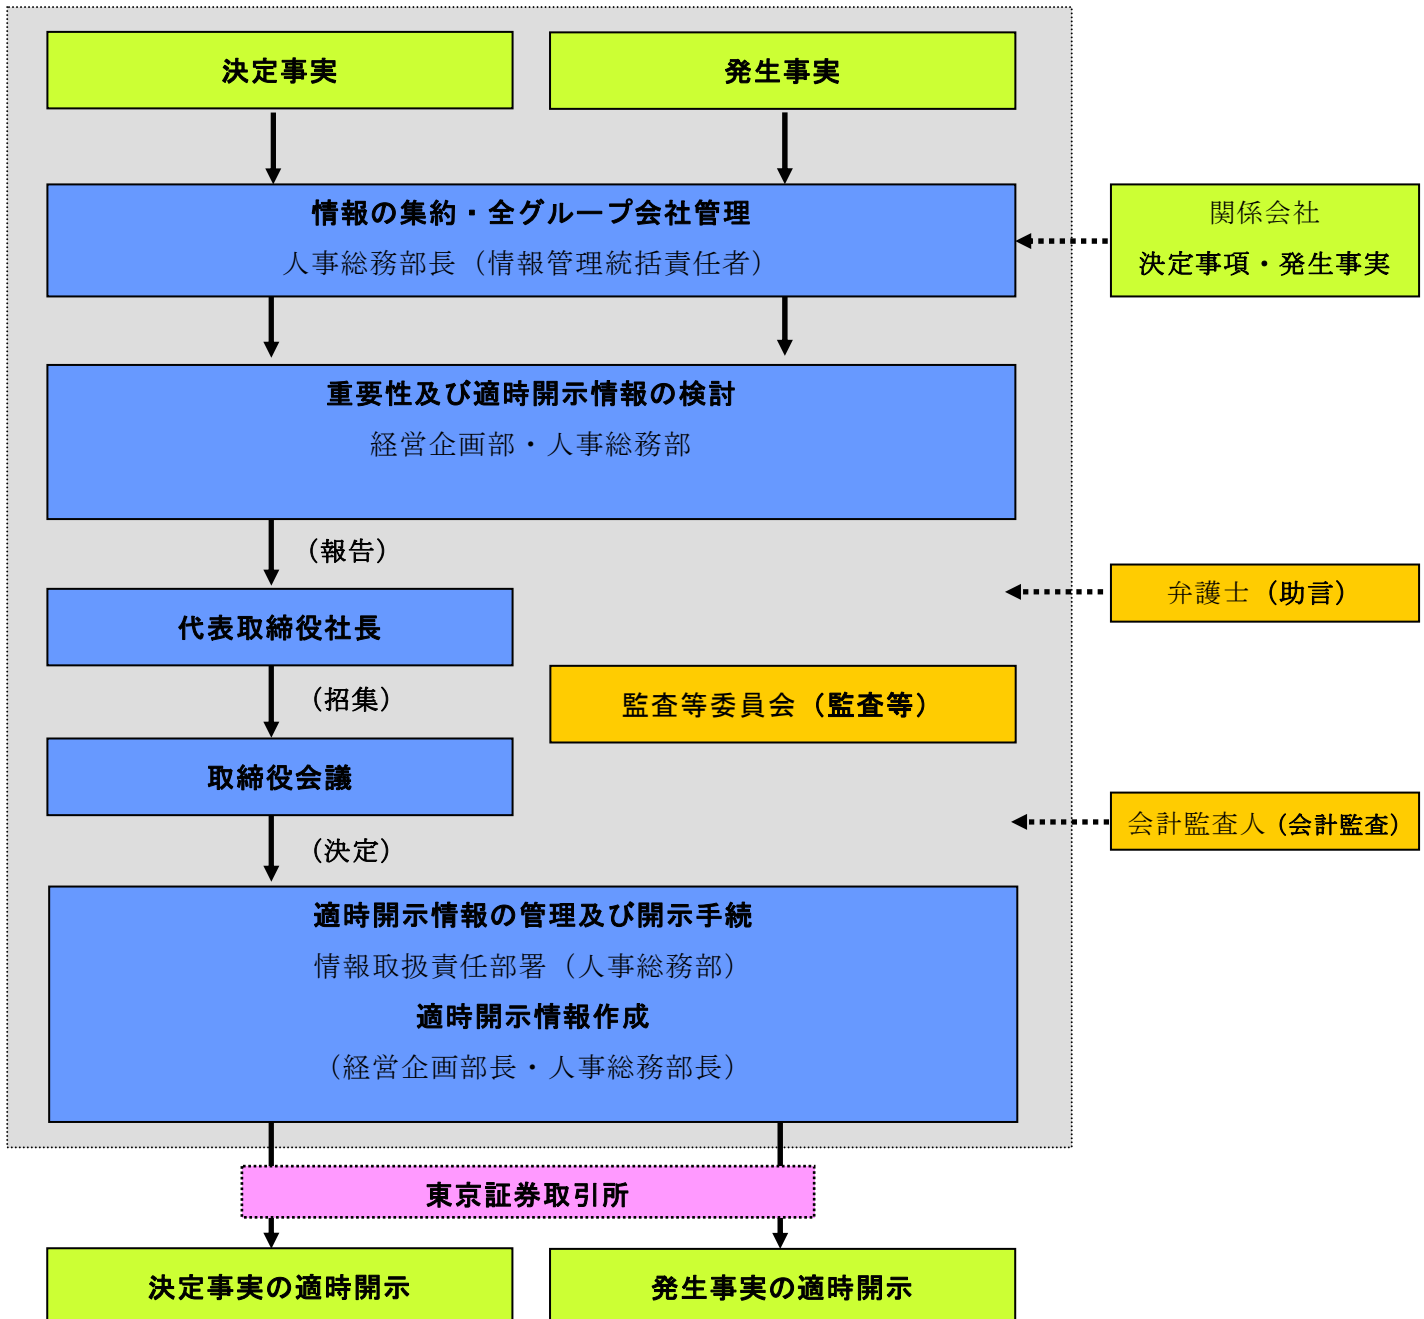 決定事実
発生事実
情報の集約・全グループ会社管理
人事総務部長（情報管理統括責任者）
関係会社
決定事項・発生事実
重要性及び適時開示情報の検討
経営企画部・人事総務部
（報告）
弁護士（助言）
代表取締役社長
（招集）
監査等委員会（監査等）
取締役会議
会計監査人（会計監査）
（決定）
適時開示情報の管理及び開示手続
情報取扱責任部署（人事総務部）
適時開示情報作成
（経営企画部長・人事総務部長）
東京証券取引所
決定事実の適時開示
発生事実の適時開示